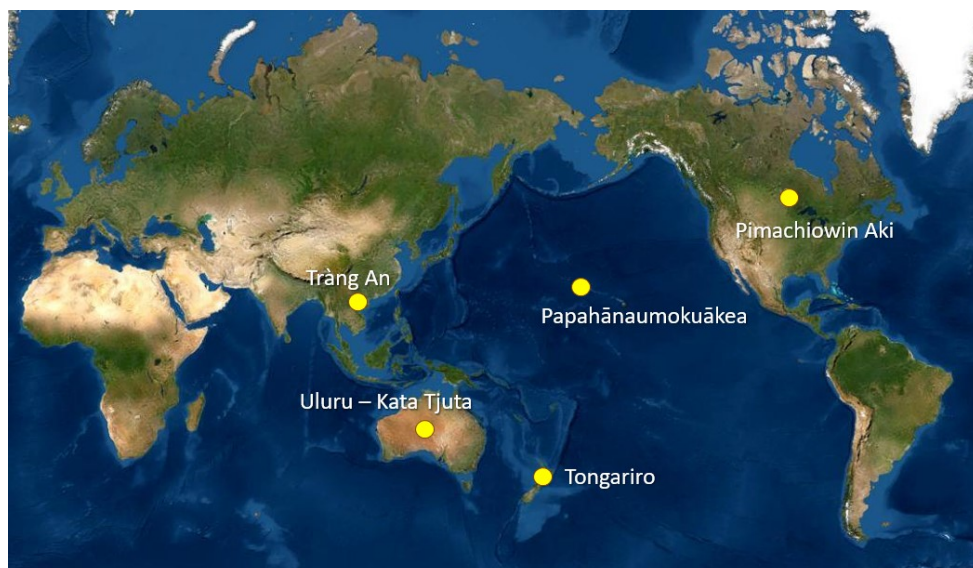 Pimachiowin Aki
Tràng An
Papahānaumokuākea
Uluru – Kata Tjuta
Tongariro